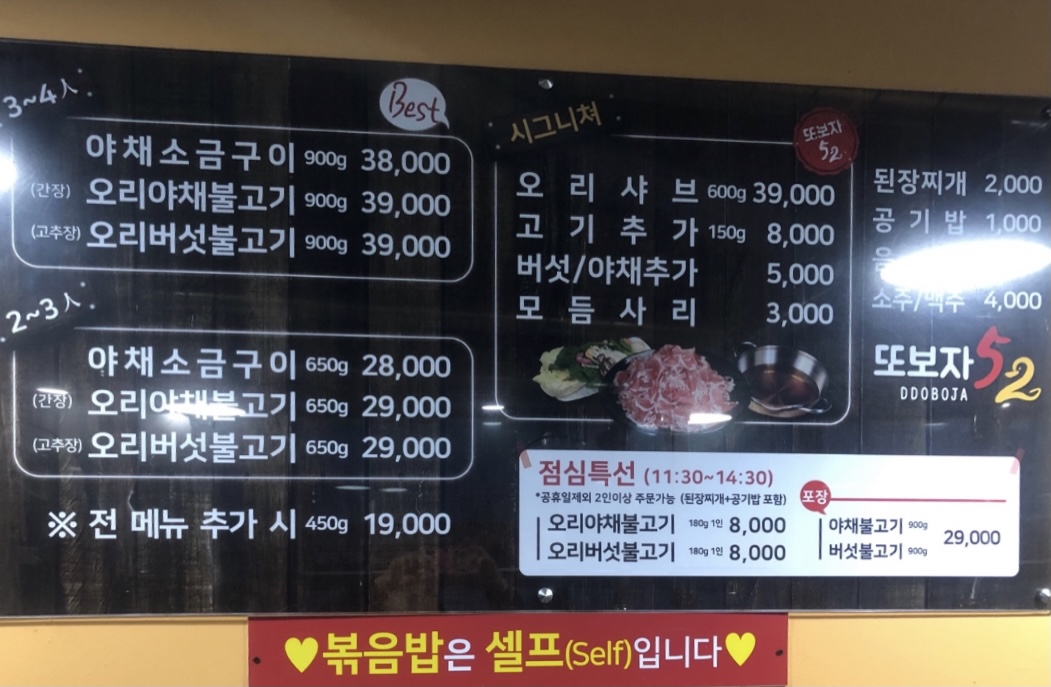 3~4人
Best
야채소금구이 900g 38,000
(간장) 오리야채불고기 900g 39,000
(고추장) 오리버섯불고기 900g 39,000
2~3人
야채소금구이 650g 28,000
(간장) 오리야채불고기 650g 29,000
(고추장) 오리버섯불고기 650g 29,000
※ 전 메뉴 추가 시 450g 19,000
시그니쳐
또보자
52
오리샤브 600g 39,000
고기추가 150g 8,000
버섯/야채추가 5,000
모듬사리 3,000
된장찌개 2,000
공기밥 1,000
소주/맥주 4,000
또보자52
DDOBOJA
점심특선 (11:30~14:30)
*공휴일제외 2인이상 주문가능 (된장찌개+공기밥 포함)
오리야채불고기 180g 1인 8,000
오리버섯불고기 180g 1인 8,000
포장
야채불고기 900g
버섯불고기 900g
29,000
♥볶음밥은 셀프(Self)입니다♥